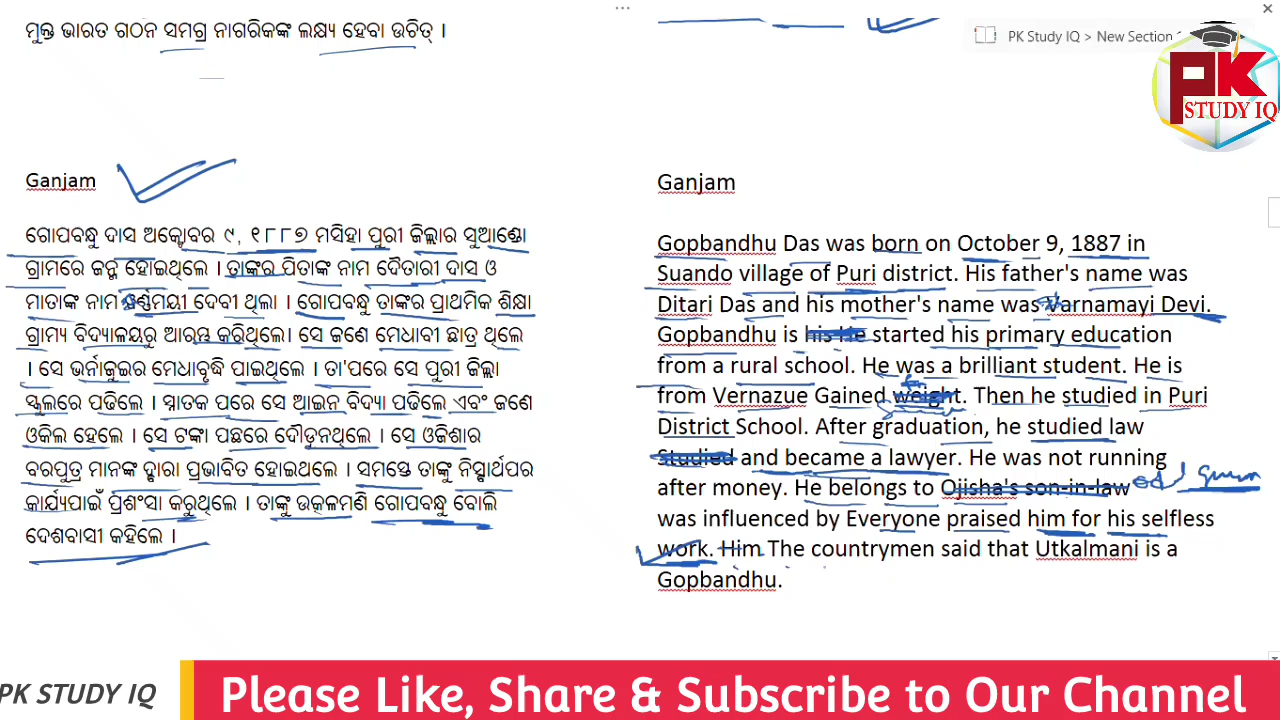 ମୁକ୍ତ ଭାରତ ଗଠନ ସମଗ୍ର ନାଗରିକଙ୍କ ଲକ୍ଷ୍ୟ ହେବା ଉଚିତ୍ ।
PK Study IQ > New Section
PK
STUDY IQ
Ganjam
ଗୋପବନ୍ଧୁ ଦାସ ଅକ୍ଟୋବର ୯, ୧୮୮୭ ମସିହା ପୁରୀ ଜିଲ୍ଲାର ସୁଆଣ୍ଡୋ
ଗ୍ରାମରେ ଜନ୍ମ ହୋଇଥିଲେ । ତାଙ୍କର ପିତାଙ୍କ ନାମ ଦୈତାରୀ ଦାସ ଓ
ମାତାଙ୍କ ନାମ ସ୍ୱର୍ଣ୍ଣମୟୀ ଦେବୀ ଥିଲା । ଗୋପବନ୍ଧୁ ତାଙ୍କର ପ୍ରାଥମିକ ଶିକ୍ଷା
ଗ୍ରାମ୍ୟ ବିଦ୍ୟାଳୟରୁ ଆରମ୍ଭ କରିଥିଲେ। ସେ ଜଣେ ମେଧାବୀ ଛାତ୍ର ଥିଲେ
। ସେ ଭର୍ନାକୁଇର ମେଧାବୃତ୍ତି ପାଇଥିଲେ । ତା'ପରେ ସେ ପୁରୀ ଜିଲ୍ଲା
ସ୍କୁଲରେ ପଢିଲେ । ସ୍ନାତକ ପରେ ସେ ଆଇନ ବିଦ୍ୟା ପଢିଲେ ଏବଂ ଜଣେ
ଓକିଲ ହେଲେ । ସେ ଟଙ୍କା ପଛରେ ଦୌଡୁନଥିଲେ । ସେ ଓଜିଶାର
ବରପୁତ୍ର ମାନଙ୍କ ଦ୍ବାରା ପ୍ରଭାବିତ ହୋଇଥଲେ । ସମସ୍ତେ ତାଙ୍କୁ ନିସ୍ବାର୍ଥପର
କାର୍ଯ୍ୟପାଇଁ ପ୍ରଶଂସା କରୁଥିଲେ । ତାଙ୍କୁ ଉତ୍କଳମଣି ଗୋପବନ୍ଧୁ ବୋଲି
ଦେଶବାସୀ କହିଲେ ।
Ganjam
Gopbandhu Das was born on October 9, 1887 in
Suando village of Puri district. His father's name was
Ditari Das and his mother's name was Varnamayi Devi.
Gopbandhu is his He started his primary education
from a rural school. He was a brilliant student. He is
from Vernazue Gained weight. Then he studied in Puri
District School. After graduation, he studied law
Studied and became a lawyer. He was not running
after money. He belongs to Ojisha's son-in-law
was influenced by Everyone praised him for his selfless
work. Him The countrymen said that Utkalmani is a
Gopbandhu.
PK STUDY IQ
Please Like, Share & Subscribe to Our Channel